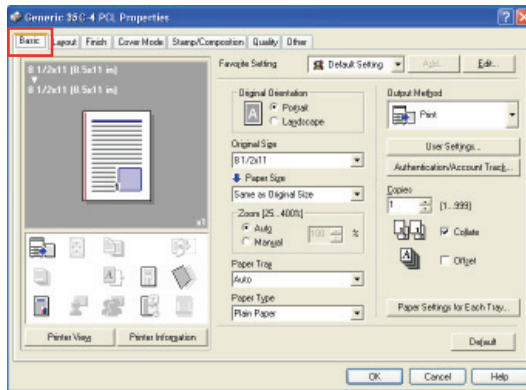 Generic 35C-4 PCL Properties
Basic Layout Finish Cover Mode Stamp/Composition Quality Other
8 1/2x11 (8.5x11 in)
8 1/2x11 (8.5x11 in)
x1
Printer View Printer Information
Favorite Setting Default Setting Add... Edit...
Original Orientation
A Portrait
Landscape
Original Size
8 1/2x11
Paper Size
Same as Original Size
Zoom [25...400%]
Auto
Manual
100 %
Paper Tray
Auto
Paper Type
Plain Paper
Output Method
Print
User Settings...
Authentication/Account Track...
Copies
1 [1...999]
Collate
Offset
Paper Settings for Each Tray...
Default
OK Cancel Help